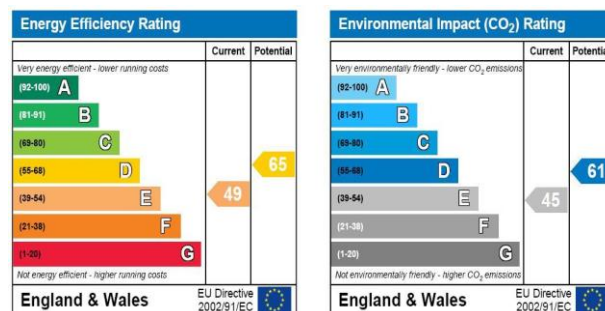 Energy Efficiency Rating
Current Potential
Very energy efficient - lower running costs
(92-100) A
(81-91) B
(69-80) C
(55-68) D
(39-54) E
(21-38) F
(1-20) G
49
65
Not energy efficient - higher running costs
England & Wales
EU Directive
2002/91/EC
Environmental Impact (CO₂) Rating
Current Potential
Very environmentally friendly - lower CO₂ emissions
(92-100) A
(81-91) B
(69-80) C
(55-68) D
(39-54) E
(21-38) F
(1-20) G
45
61
Not environmentally friendly - higher CO₂ emissions
England & Wales
EU Directive
2002/91/EC